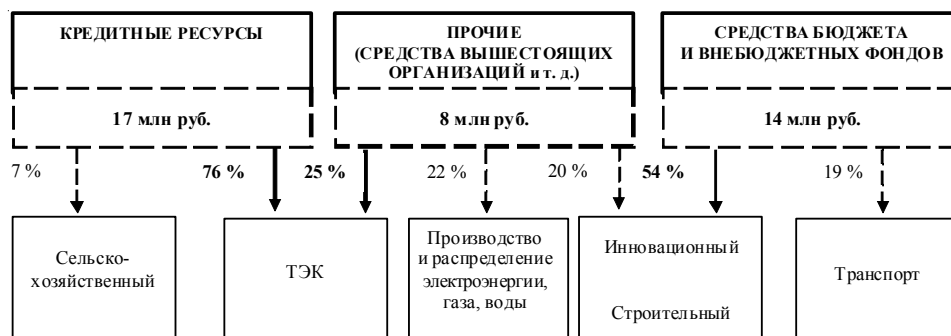 КРЕДИТНЫЕ РЕСУРСЫ
17 млн руб.
ПРОЧИЕ
(СРЕДСТВА ВЫШЕСТОЯЩИХ
ОРГАНИЗАЦИЙ и т. д.)
8 млн руб.
СРЕДСТВА БЮДЖЕТА
И ВНЕБЮДЖЕТНЫХ ФОНДОВ
14 млн руб.
7 %
76 %
25 %
22 %
20 %
54 %
19 %
Сельско-
хозяйственный
ТЭК
Производство
и распределение
электроэнергии,
газа, воды
Инновационный
Строительный
Транспорт